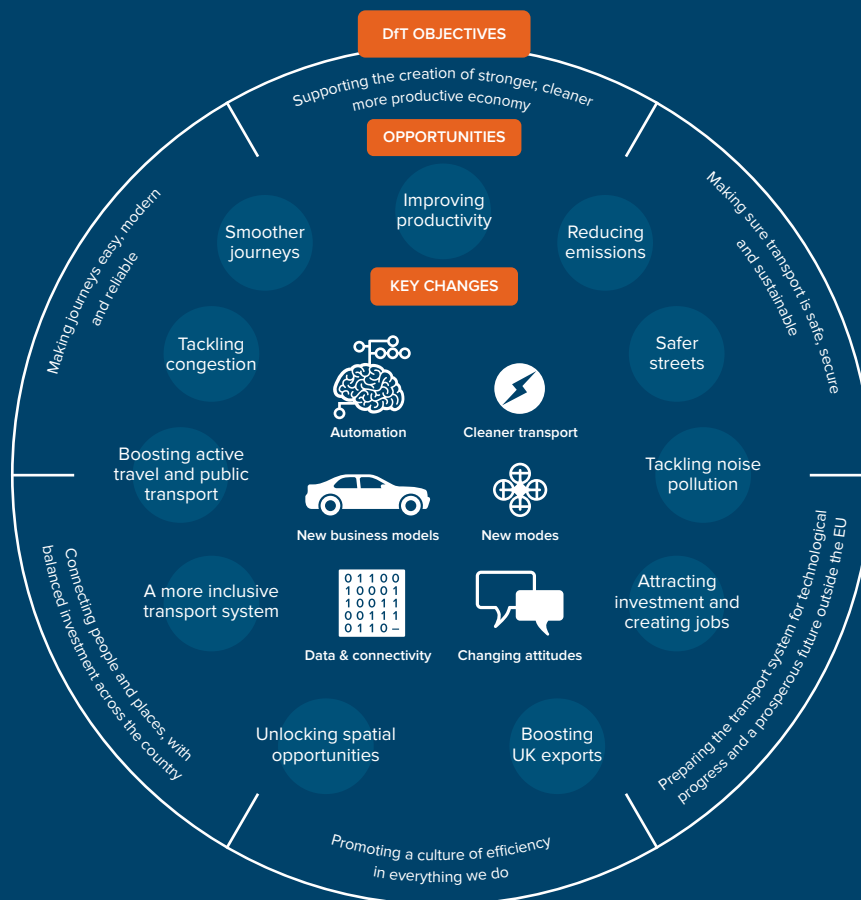 DfT OBJECTIVES
Supporting the creation of stronger, cleaner
more productive economy
OPPORTUNITIES
Improving
productivity
Smoother
journeys
Reducing
emissions
Making journeys easy, modern
and reliable
Making sure transport is safe, secure
and sustainable
KEY CHANGES
Tackling
congestion
Safer
streets
Automation
Cleaner transport
Boosting active
travel and public
transport
Tackling noise
pollution
New business models
New modes
A more inclusive
transport system
01100
10001
10011
00111
0110–
Attracting
investment and
creating jobs
Data & connectivity
Changing attitudes
Connecting people and places, with
balanced investment across the country
Preparing the transport system for technological
progress and a prosperous future outside the EU
Unlocking spatial
opportunities
Boosting
UK exports
Promoting a culture of efficiency
in everything we do